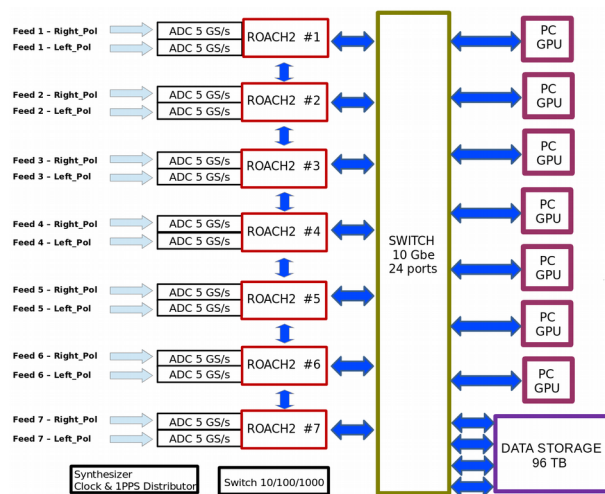 Feed 1 – Right_Pol
Feed 1 – Left_Pol
ADC 5 GS/s
ADC 5 GS/s
ROACH2 #1
PC
GPU
Feed 2 – Right_Pol
Feed 2 – Left_Pol
ADC 5 GS/s
ADC 5 GS/s
ROACH2 #2
PC
GPU
Feed 3 – Right_Pol
Feed 3 – Left_Pol
ADC 5 GS/s
ADC 5 GS/s
ROACH2 #3
PC
GPU
Feed 4 – Right_Pol
Feed 4 – Left_Pol
ADC 5 GS/s
ADC 5 GS/s
ROACH2 #4
SWITCH
10 Gbe
24 ports
PC
GPU
Feed 5 – Right_Pol
Feed 5 – Left_Pol
ADC 5 GS/s
ADC 5 GS/s
ROACH2 #5
PC
GPU
Feed 6 – Right_Pol
Feed 6 – Left_Pol
ADC 5 GS/s
ADC 5 GS/s
ROACH2 #6
PC
GPU
PC
GPU
Feed 7 – Right_Pol
Feed 7 – Left_Pol
ADC 5 GS/s
ADC 5 GS/s
ROACH2 #7
DATA STORAGE
96 TB
Synthesizer
Clock & 1PPS Distributor
Switch 10/100/1000